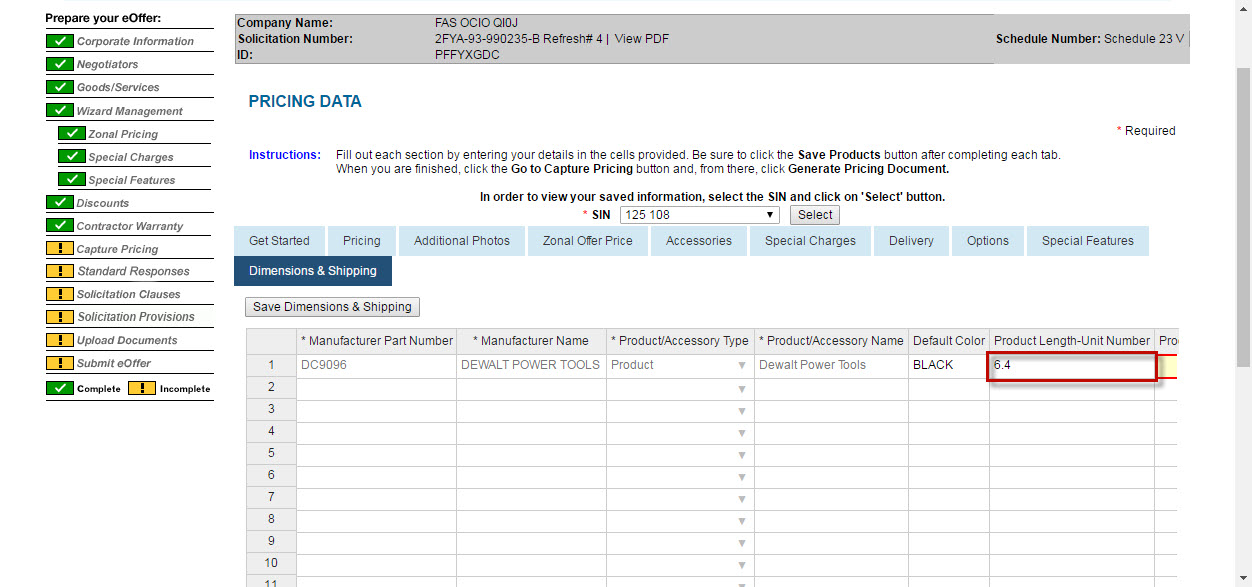 Prepare your eOffer:
Corporate Information
Negotiators
Goods/Services
Wizard Management
Zonal Pricing
Special Charges
Special Features
Discounts
Contractor Warranty
Capture Pricing
Standard Responses
Solicitation Clauses
Solicitation Provisions
Upload Documents
Submit eOffer
Complete Incomplete
Company Name: FAS OCIO QI0J
Solicitation Number: 2FYA-93-990235-B Refresh# 4 | View PDF Schedule Number: Schedule 23 V
ID: PFFYXGDC
PRICING DATA
* Required
Instructions: Fill out each section by entering your details in the cells provided. Be sure to click the Save Products button after completing each tab.
When you are finished, click the Go to Capture Pricing button and, from there, click Generate Pricing Document.
In order to view your saved information, select the SIN and click on 'Select' button.
* SIN 125 108 Select
Get Started Pricing Additional Photos Zonal Offer Price Accessories Special Charges Delivery Options Special Features
Dimensions & Shipping
Save Dimensions & Shipping
* Manufacturer Part Number * Manufacturer Name * Product/Accessory Type * Product/Accessory Name Default Color Product Length-Unit Number Pro
1 DC9096 DEWALT POWER TOOLS Product Dewalt Power Tools BLACK 6.4
2
3
4
5
6
7
8
9
10
11